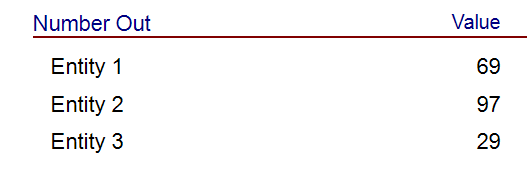 Number Out Value
Entity 1 69
Entity 2 97
Entity 3 29